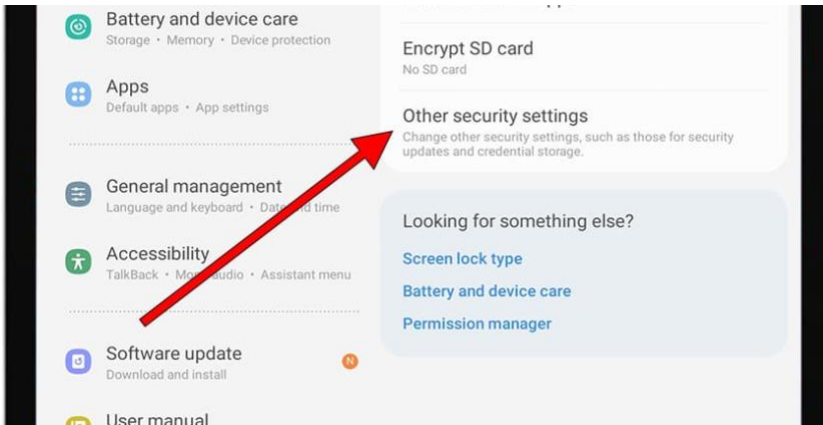 Battery and device care
Storage • Memory • Device protection
Apps
Default apps • App settings
General management
Language and keyboard • Date and time
Accessibility
TalkBack • Mono audio • Assistant menu
Software update
Download and install
N
User manual
Encrypt SD card
No SD card
Other security settings
Change other security settings, such as those for security
updates and credential storage.
Looking for something else?
Screen lock type
Battery and device care
Permission manager